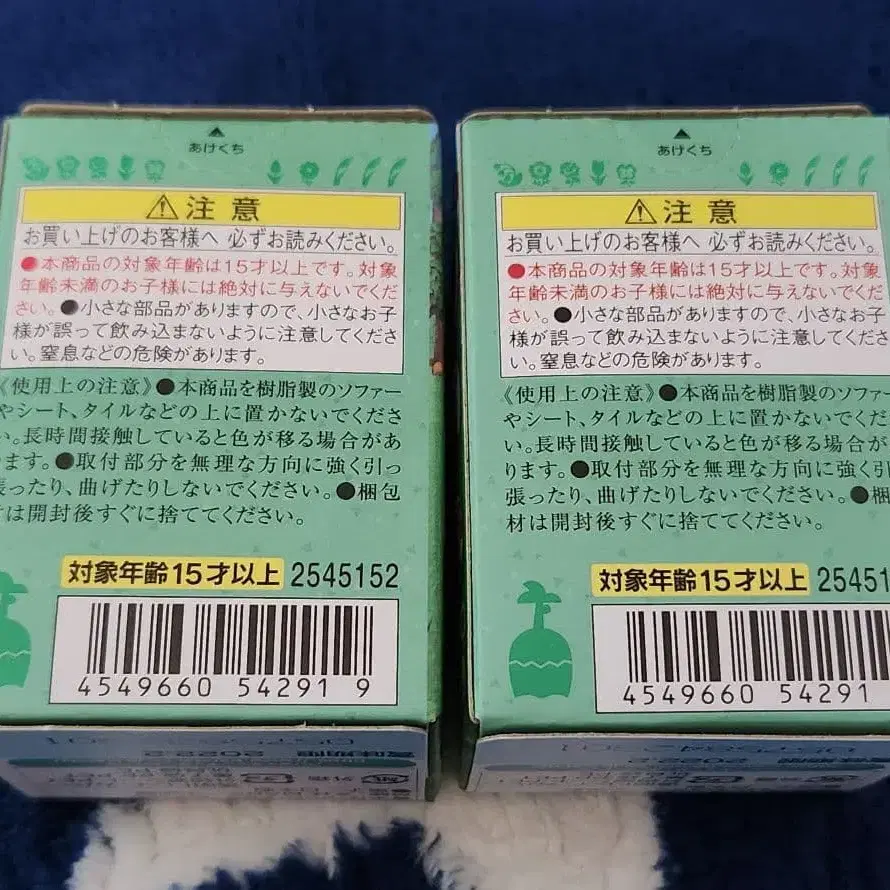 あけくち
⚠注意
お買い上げのお客様へ 必ずお読みください。
●本商品の対象年齢は15才以上です。対象
年齢未満のお子様には絶対に与えないでくだ
さい。●小さな部品がありますので、小さなお子
様が誤って飲み込まないように注意してくださ
い。窒息などの危険があります。
《使用上の注意》●本商品を樹脂製のソファー
やシート、タイルなどの上に置かないでくださ
い。長時間接触していると色が移る場合があ
ります。●取付部分を無理な方向に強く引っ
張ったり、曲げたりしないでください。●梱包
は開封後すぐに捨ててください。
対象年齢15才以上 2545152
4549660 54291 9
賞味期限 2022.2
あけくち
⚠注意
お買い上げのお客様へ 必ずお読みください。
●本商品の対象年齢は15才以上です。対象
年齢未満のお子様には絶対に与えないでくだ
さい。●小さな部品がありますので、小さなお子
様が誤って飲み込まないように注意してくださ
い。窒息などの危険があります。
《使用上の注意》●本商品を樹脂製のソファー
やシート、タイルなどの上に置かないでくださ
い。長時間接触していると色が移る場合があ
ります。●取付部分を無理な方向に強く引
張ったり、曲げたりしないでください。●梱
材は開封後すぐに捨ててください。
対象年齢15才以上 25451
4549660 54291
賞味期限 2022.2